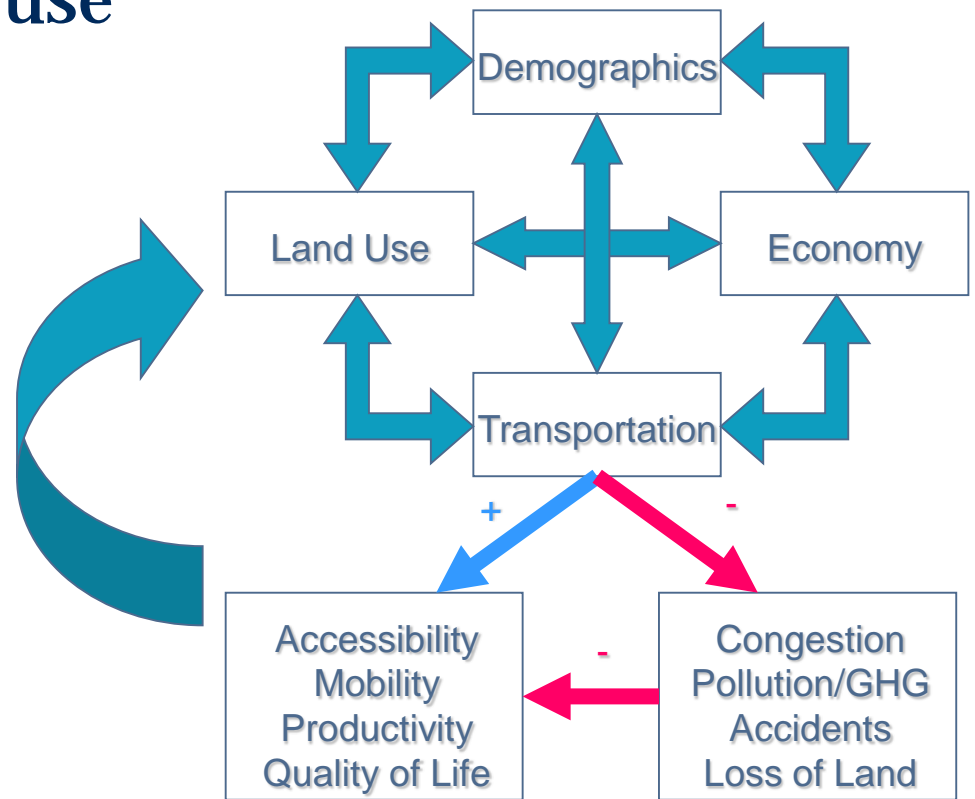 use
Demographics
Land Use
Economy
Transportation
+
-
-
Accessibility
Mobility
Productivity
Quality of Life
Congestion
Pollution/GHG
Accidents
Loss of Land